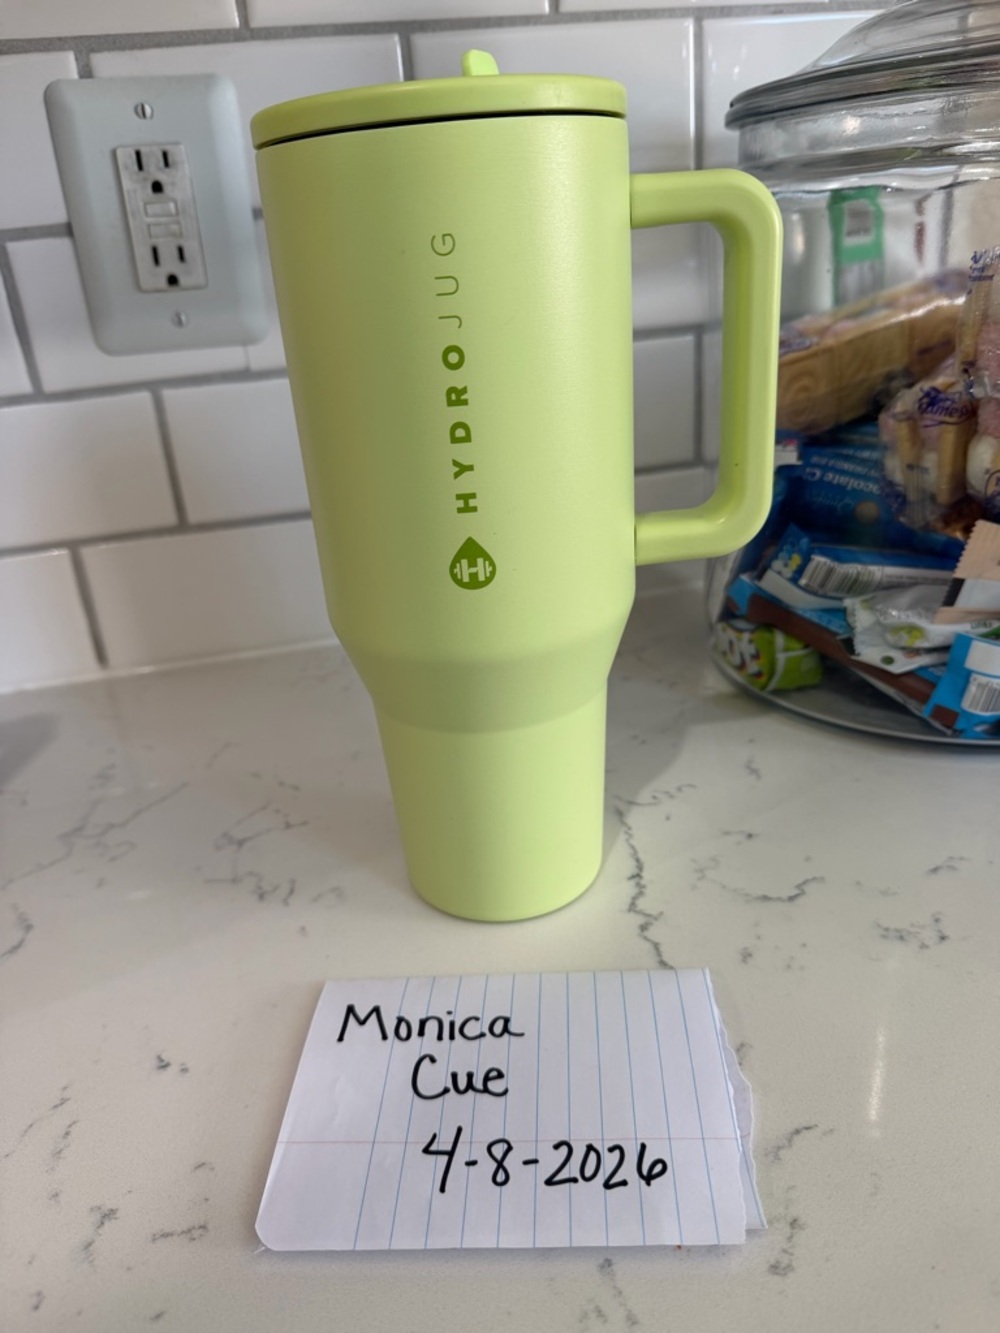 HYDROJUG
H
Monica
Cue
4-8-2026